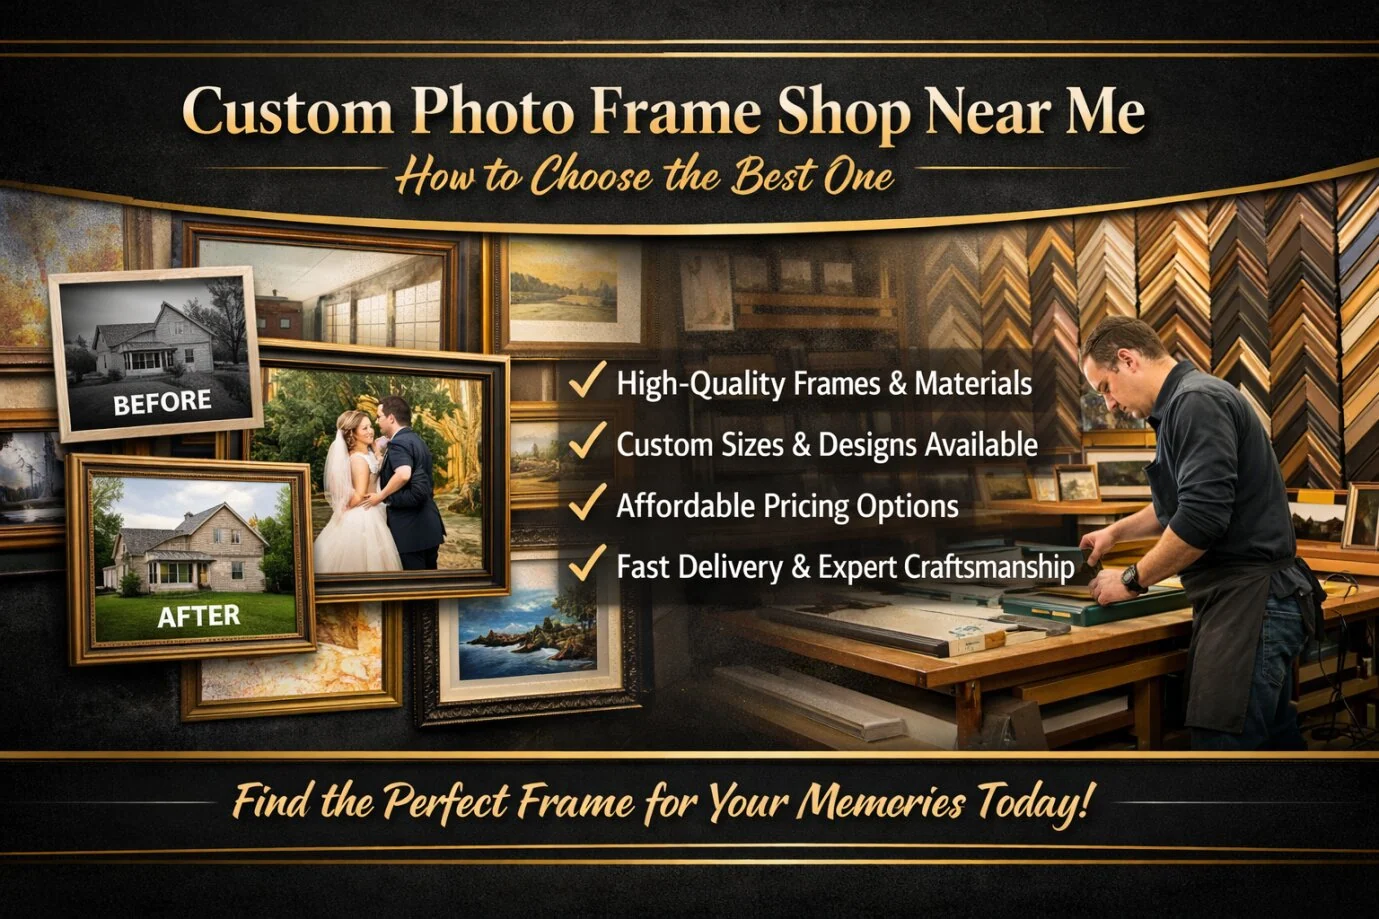 Custom Photo Frame Shop Near Me
How to Choose the Best One
BEFORE
AFTER
High-Quality Frames & Materials
Custom Sizes & Designs Available
Affordable Pricing Options
Fast Delivery & Expert Craftsmanship
Find the Perfect Frame for Your Memories Today!